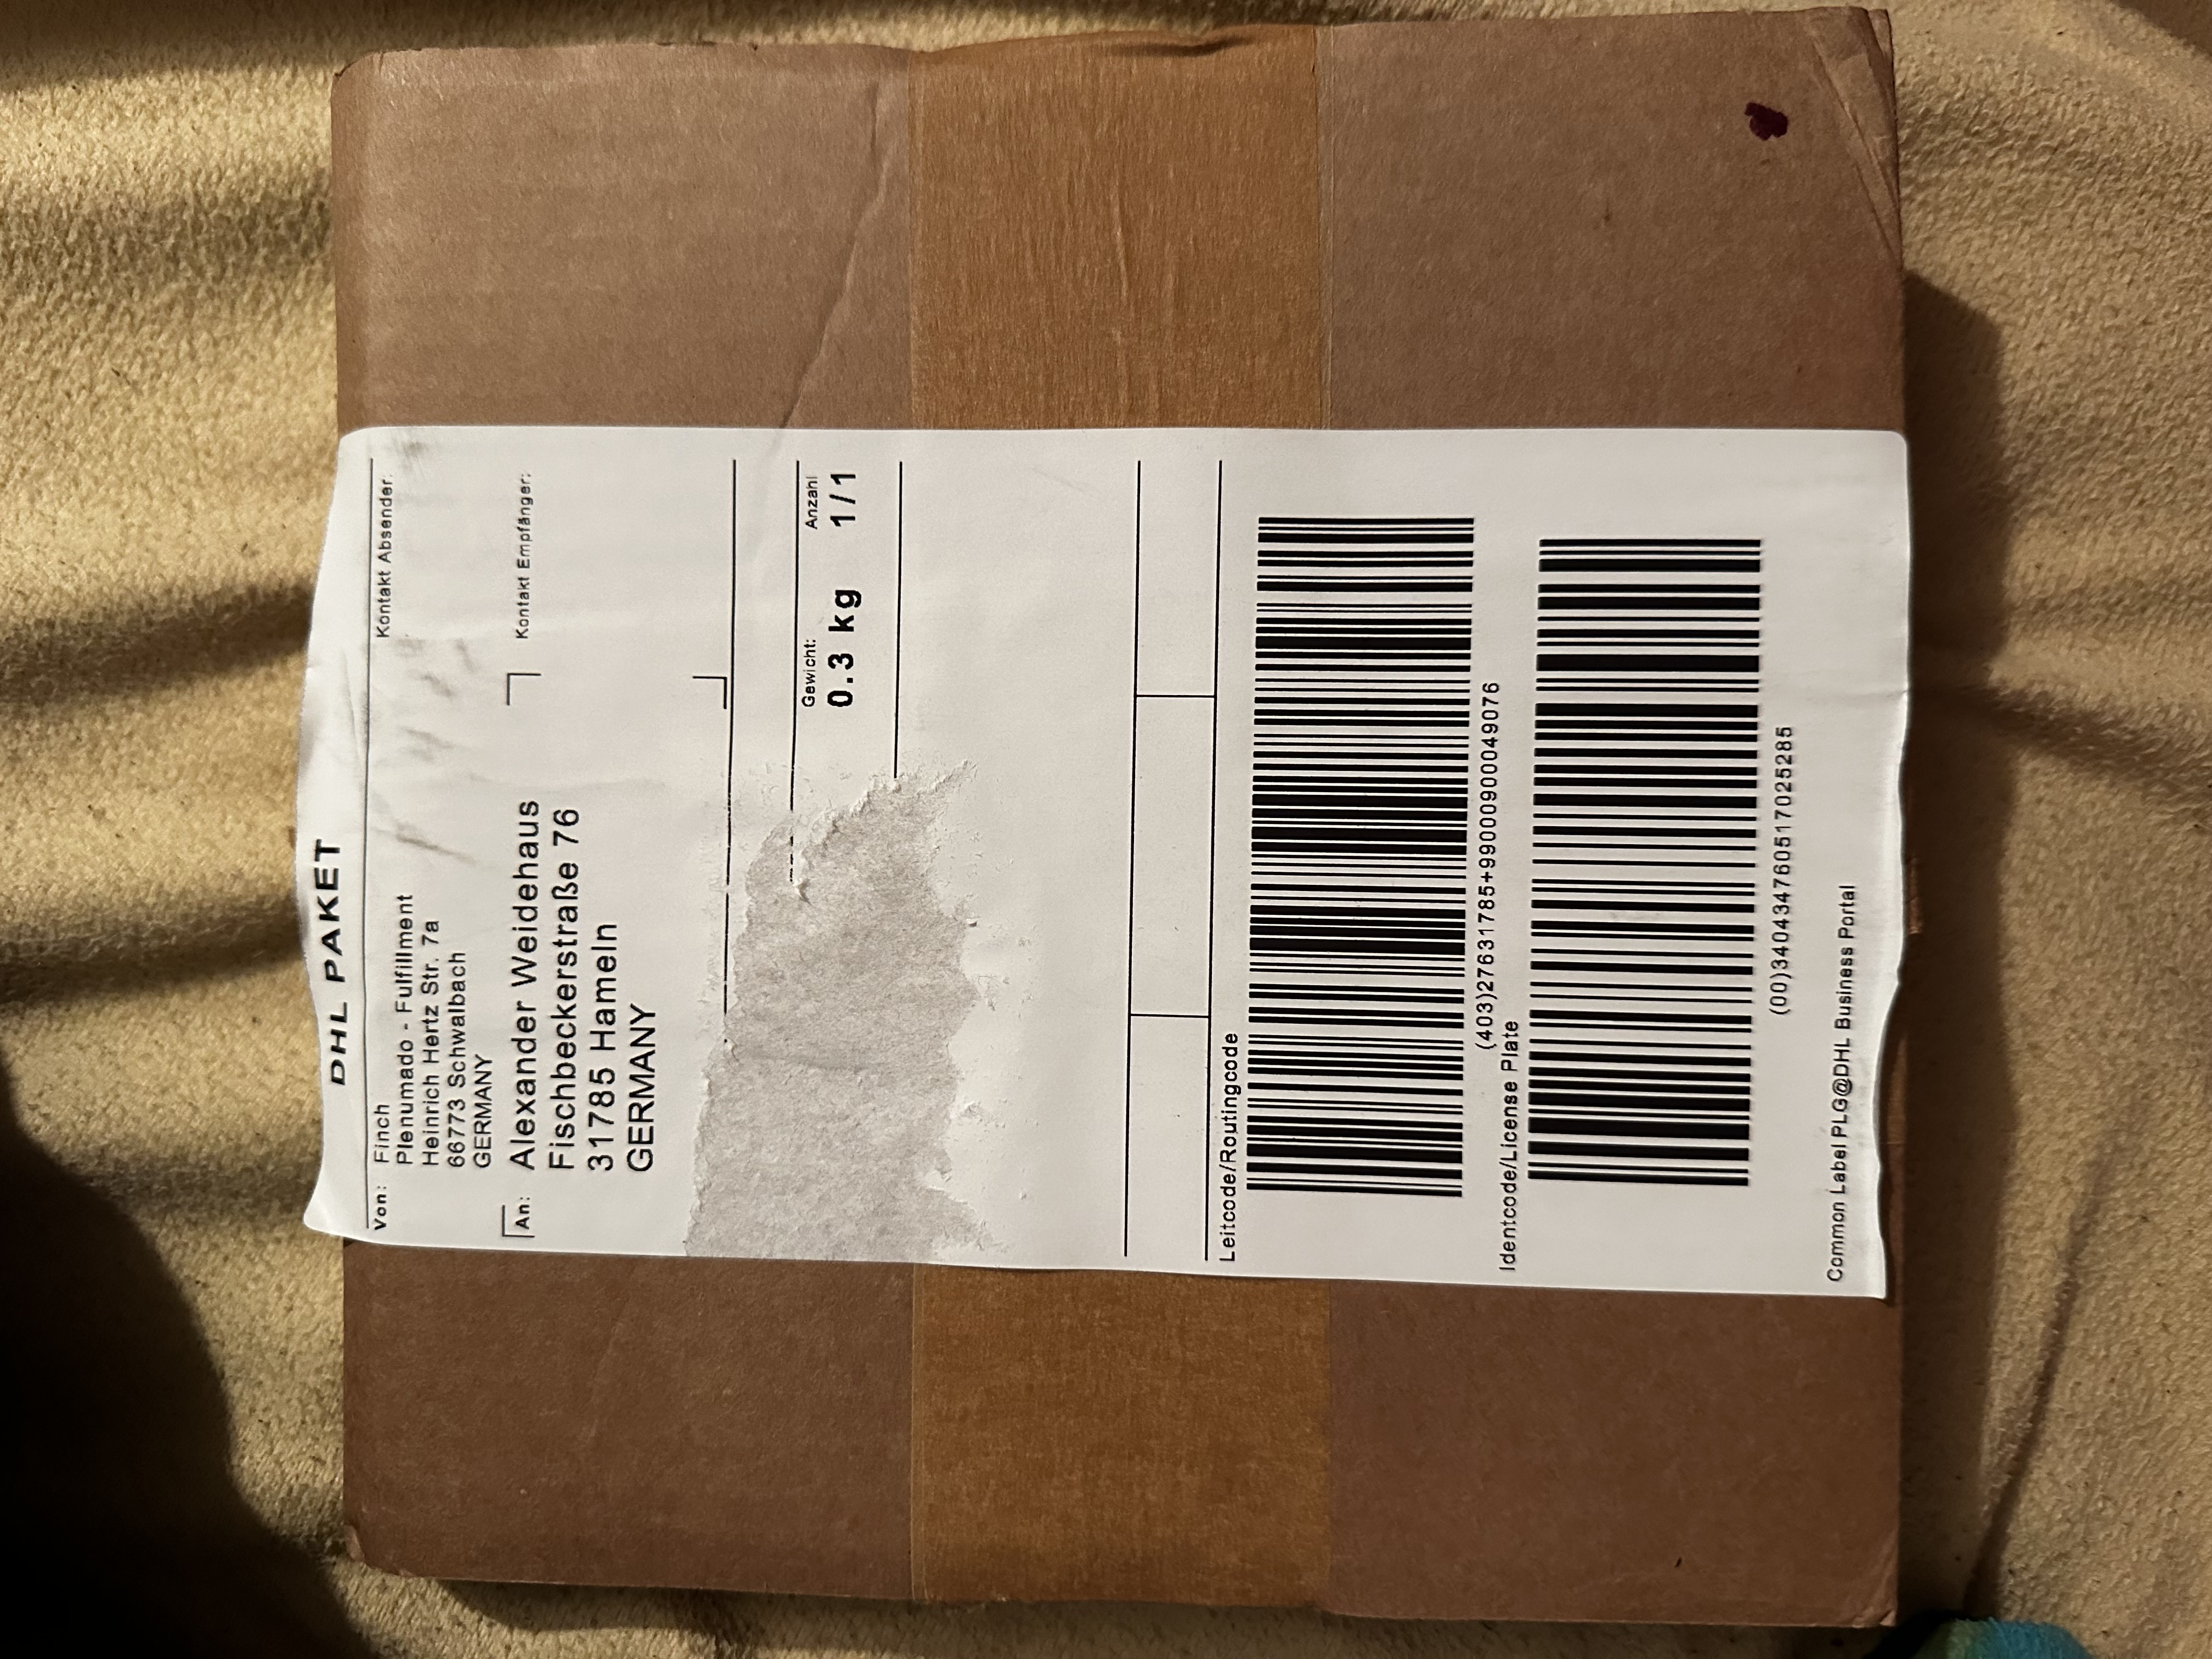 DHL PAKET
Von: Finch
Plenumado - Fulfillment
Heinrich Hertz Str. 7a
66773 Schwalbach
GERMANY
Kontakt Absender:
An: Alexander Weidehaus
Fischbeckerstraße 76
31785 Hameln
GERMANY
Kontakt Empfänger:
Gewicht: Anzahl
0.3 kg 1/1
Leitcode/Routingcode
(403)27631785+99000900049076
Identcode/License Plate
(00)340434760517025285
Common Label PLG@DHL Business Portal